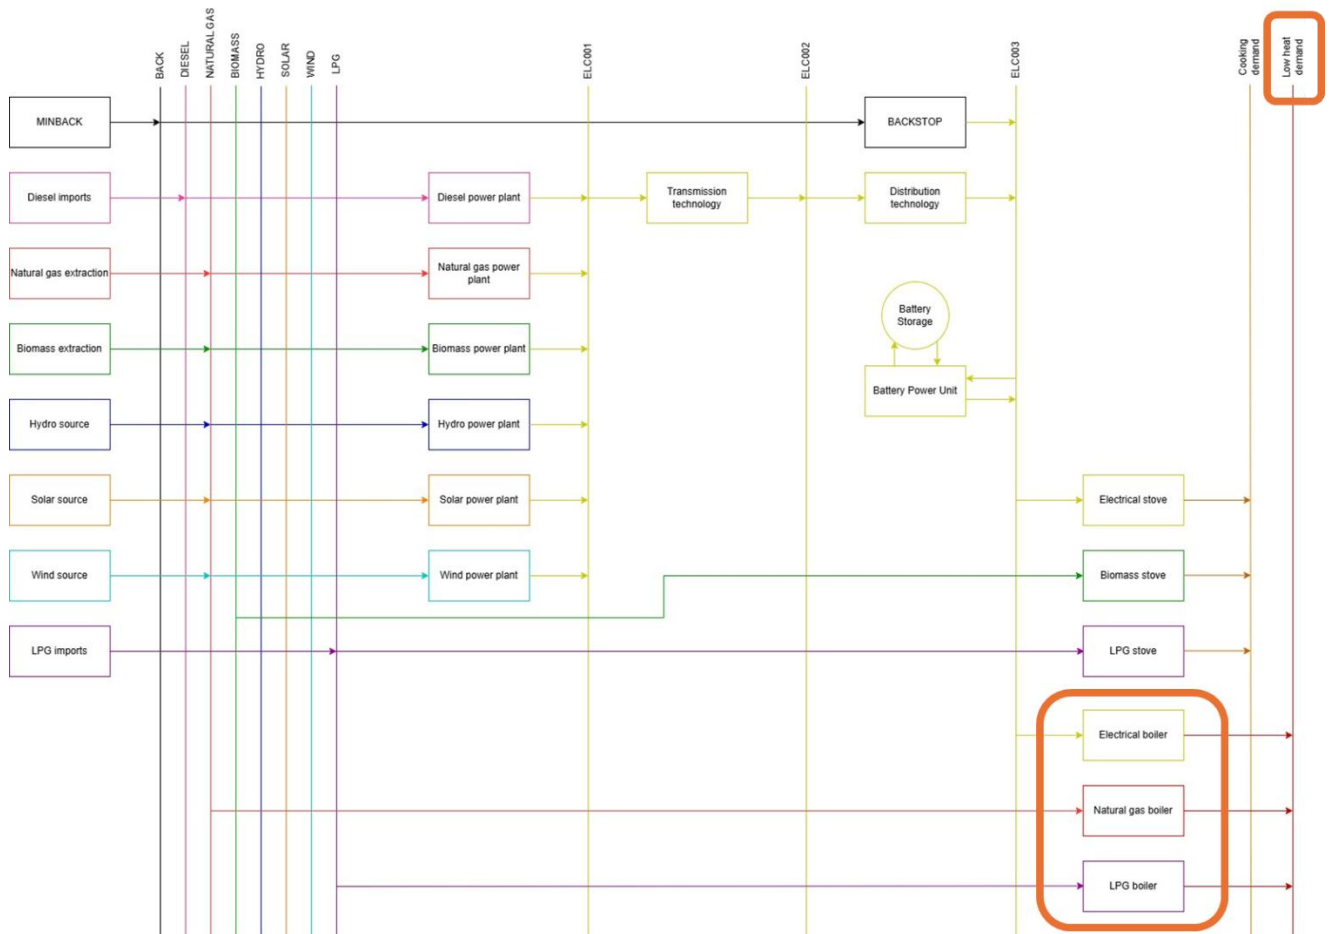 BACK
DIESEL
NATURAL GAS
BIOMASS
HYDRO
SOLAR
WIND
LPG
ELC001
ELC002
ELC003
Cooking
demand
Low heat
demand
MINBACK
BACKSTOP
Diesel imports
Diesel power plant
Transmission
technology
Distribution
technology
Natural gas extraction
Natural gas power
plant
Battery
Storage
Biomass extraction
Biomass power plant
Battery Power Unit
Hydro source
Hydro power plant
Solar source
Solar power plant
Electrical stove
Wind source
Wind power plant
Biomass stove
LPG imports
LPG stove
Electrical boiler
Natural gas boiler
LPG boiler